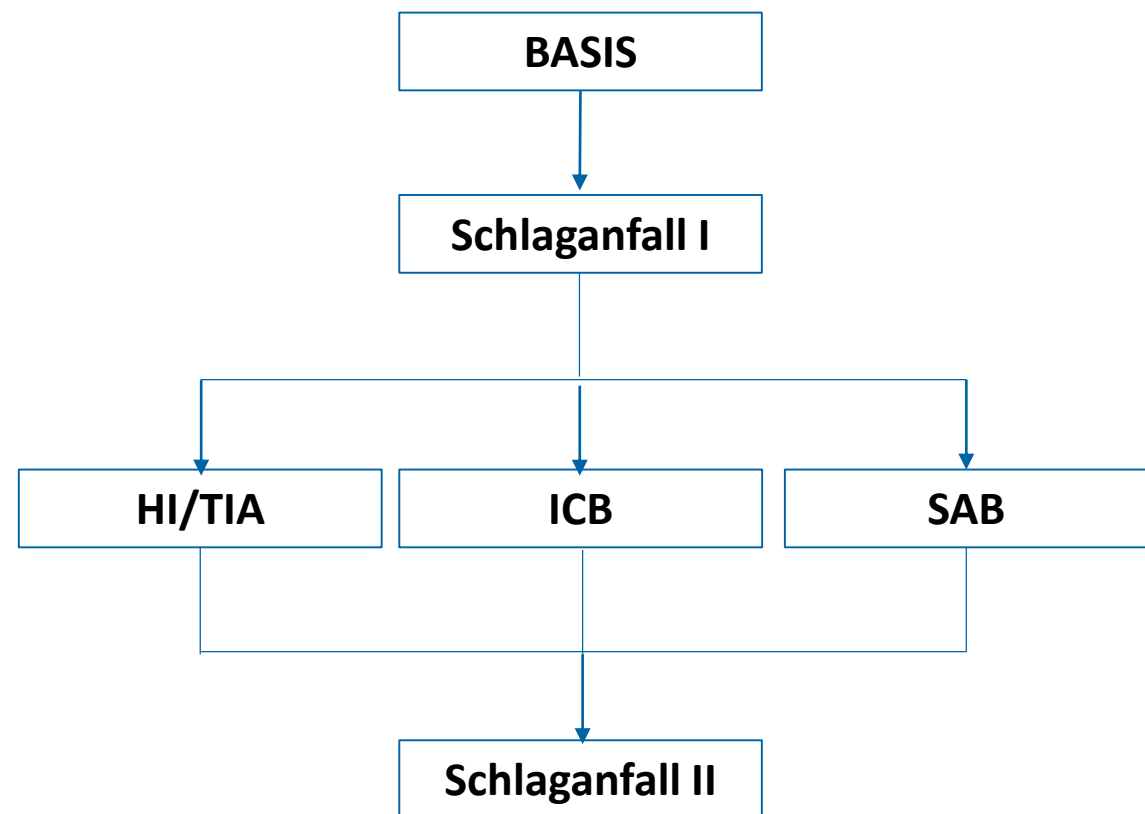 BASIS
Schlaganfall I
HI/TIA
ICB
SAB
Schlaganfall II